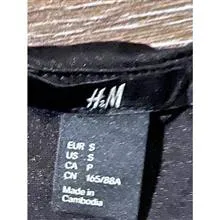 H&M
EUR S
US S
CA P
CN 165/88A
Made in
Cambodia